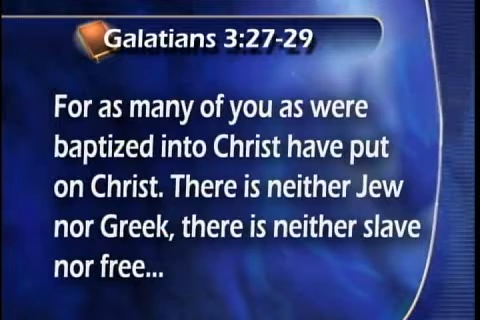 Galatians 3:27-29
For as many of you as were
baptized into Christ have put
on Christ. There is neither Jew
nor Greek, there is neither slave
nor free...